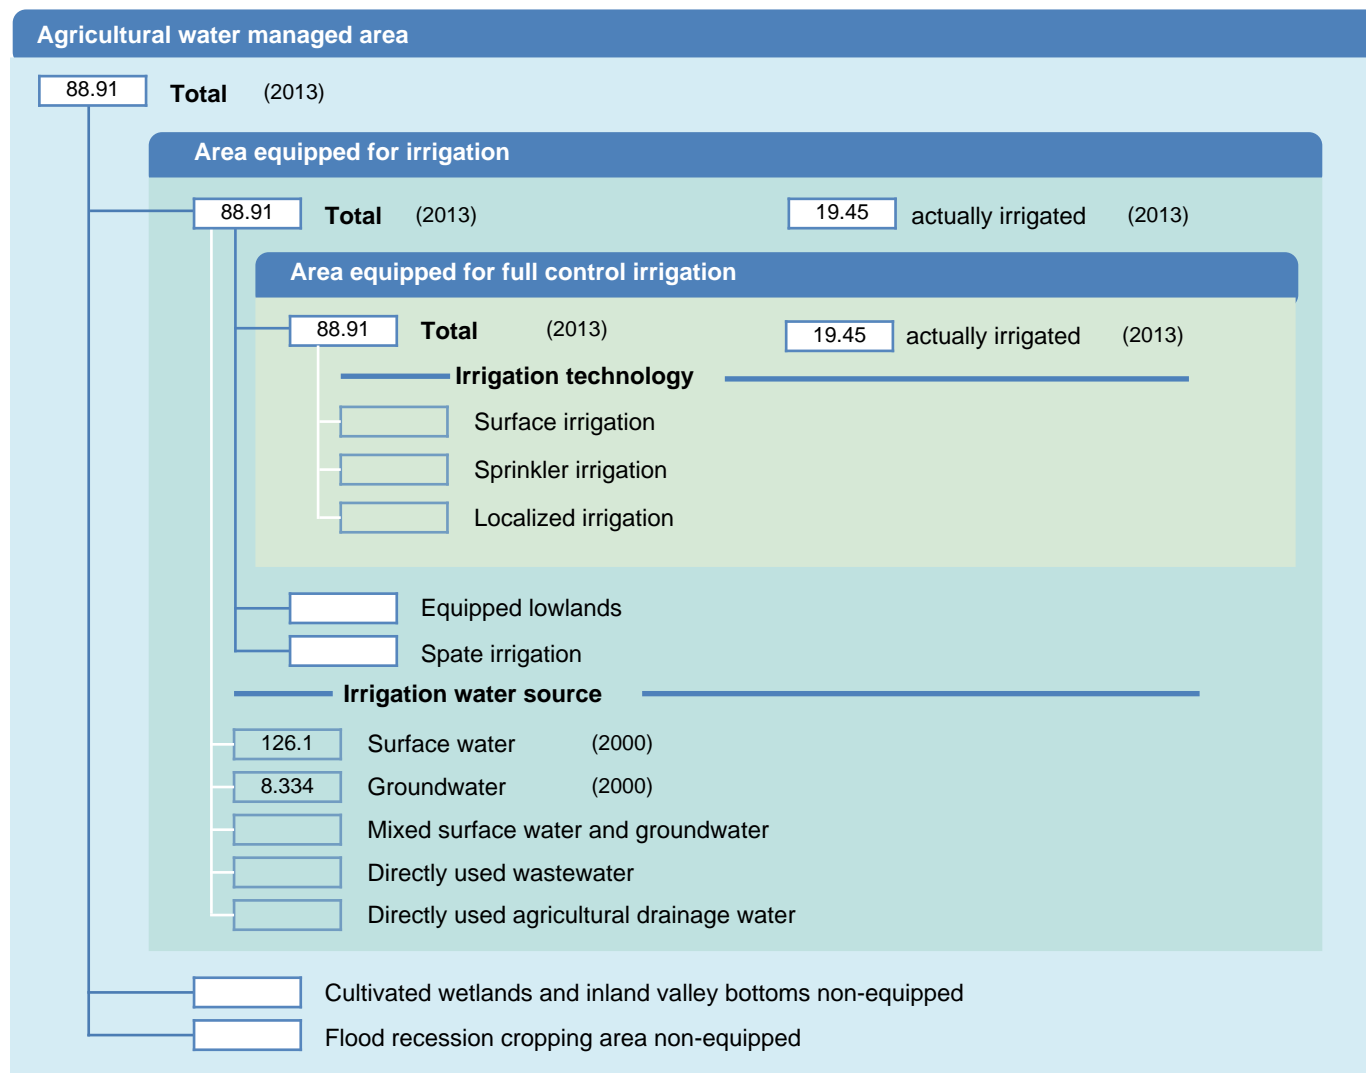 Agricultural water managed area
88.91 Total (2013)
Area equipped for irrigation
88.91 Total (2013) 19.45 actually irrigated (2013)
Area equipped for full control irrigation
88.91 Total (2013) 19.45 actually irrigated (2013)
Irrigation technology
Surface irrigation
Sprinkler irrigation
Localized irrigation
Equipped lowlands
Spate irrigation
Irrigation water source
126.1 Surface water (2000)
8.334 Groundwater (2000)
Mixed surface water and groundwater
Directly used wastewater
Directly used agricultural drainage water
Cultivated wetlands and inland valley bottoms non-equipped
Flood recession cropping area non-equipped